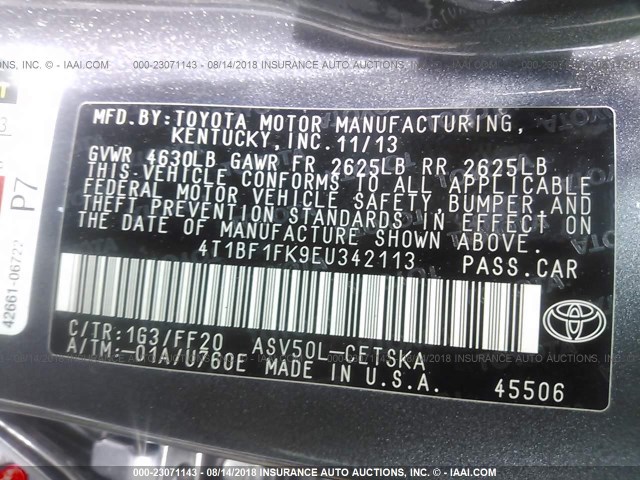 000-23071143 - 08/14/2018 INSURANCE AUTO AUCTIONS, INC. - IAAI.COM
MFD.BY:TOYOTA MOTOR MANUFACTURING,
KENTUCKY, INC. 11/13
GVWR 4630LB GAWR FR 2625LB RR 2625LB
THIS VEHICLE CONFORMS TO ALL APPLICABLE
FEDERAL MOTOR VEHICLE SAFETY, BUMPER, AND
THEFT PREVENTION STANDARDS IN EFFECT ON
THE DATE OF MANUFACTURE SHOWN ABOVE.
4T1BF1FK9EU342113 PASS.CAR
C/TR:1G3/FF20 ASV50L-CETSKA
A/TM:-01A/U760E MADE IN U.S.A.
45506
TOYOTA
P7
42661-06722
000-23071143 - 08/14/2018 INSURANCE AUTO AUCTIONS, INC. - IAAI.COM